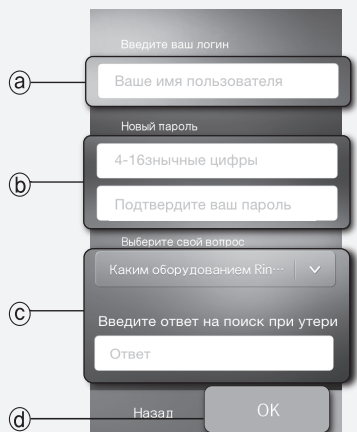 Введите ваш логин
ⓐ Ваше имя пользователя
Новый пароль
4-16знычные цифры
ⓑ
Подтвердите ваш пароль
Выберите свой вопрос
Каким оборудованием Rin···
ⓒ
Введите ответ на поиск при утери
Ответ
ⓓ Назад OK